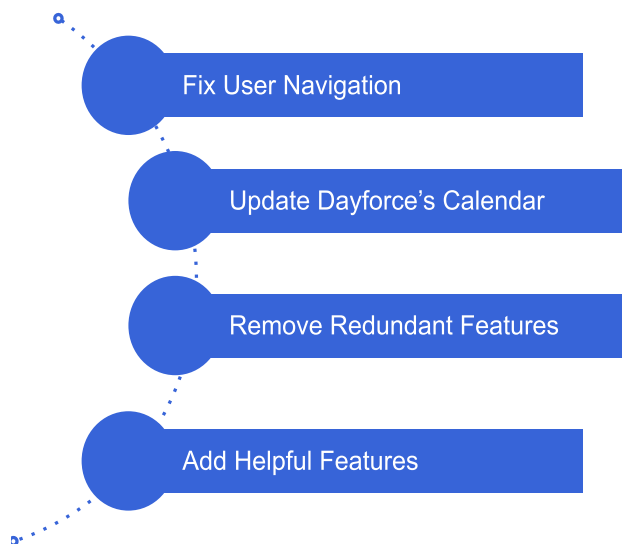 Fix User Navigation
Update Dayforce’s Calendar
Remove Redundant Features
Add Helpful Features